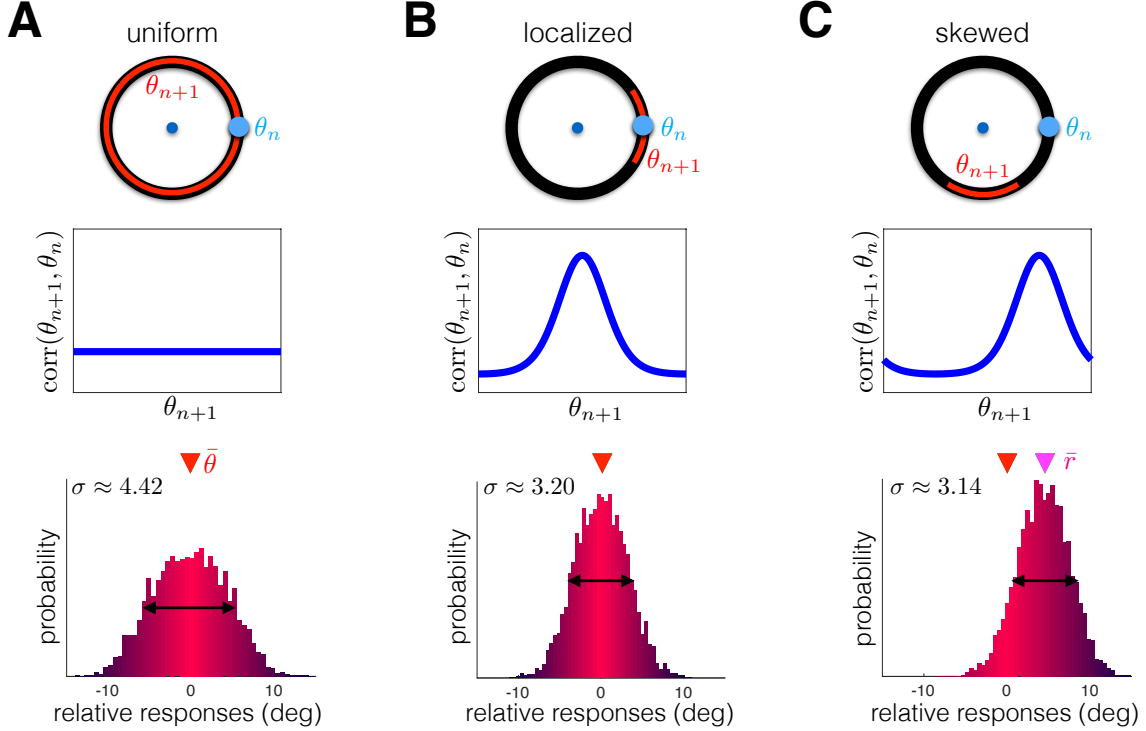 A
uniform
θn+1
θn
corr(θn+1, θn)
θn+1
θ̄
σ ≈ 4.42
probability
-10 0 10
relative responses (deg)
B
localized
θn
θn+1
corr(θn+1, θn)
θn+1
σ ≈ 3.20
probability
-10 0 10
relative responses (deg)
C
skewed
θn
θn+1
corr(θn+1, θn)
θn+1
r̄
σ ≈ 3.14
probability
-10 0 10
relative responses (deg)